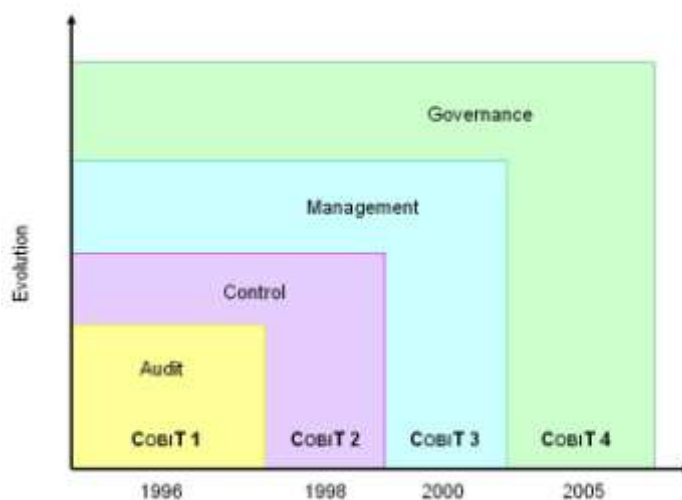 Governance
Management
Control
Audit
Evolution
COBIT 1
COBIT 2
COBIT 3
COBIT 4
1996
1998
2000
2005